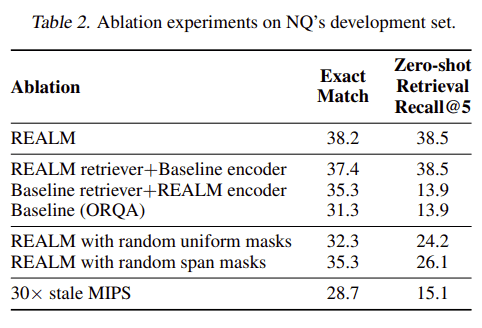 Table 2. Ablation experiments on NQ's development set.
Ablation Exact Match Zero-shot Retrieval Recall@5
REALM 38.2 38.5
REALM retriever+Baseline encoder 37.4 38.5
Baseline retriever+REALM encoder 35.3 13.9
Baseline (ORQA) 31.3 13.9
REALM with random uniform masks 32.3 24.2
REALM with random span masks 35.3 26.1
30× stale MIPS 28.7 15.1